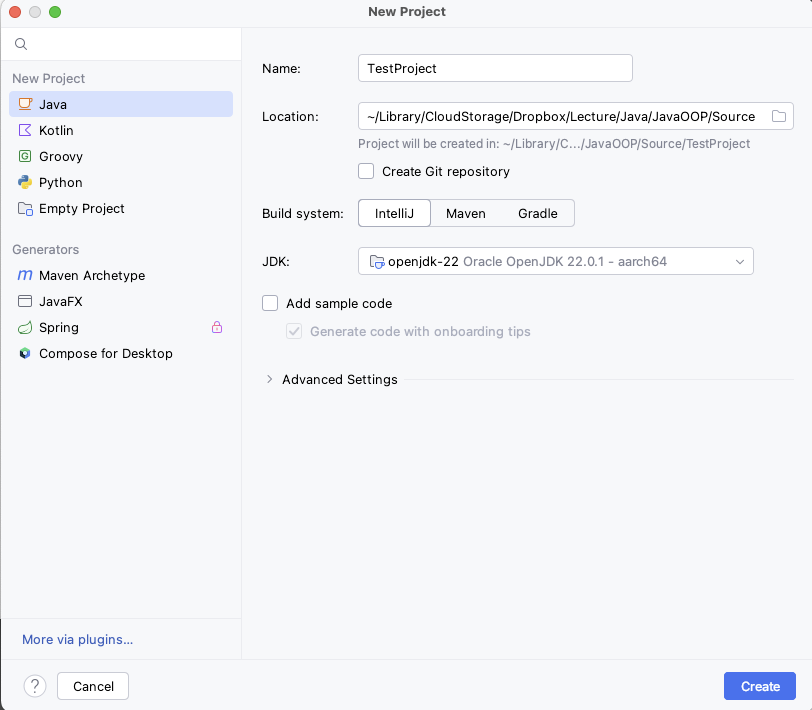 New Project
New Project
Java
Kotlin
Groovy
Python
Empty Project
Generators
Maven Archetype
JavaFX
Spring
Compose for Desktop
More via plugins...
Name: TestProject
Location: ~/Library/CloudStorage/Dropbox/Lecture/Java/JavaOOP/Source
Project will be created in: ~/Library/C.../JavaOOP/Source/TestProject
Create Git repository
Build system: IntelliJ Maven Gradle
JDK: openjdk-22 Oracle OpenJDK 22.0.1 - aarch64
Add sample code
Generate code with onboarding tips
Advanced Settings
? Cancel Create